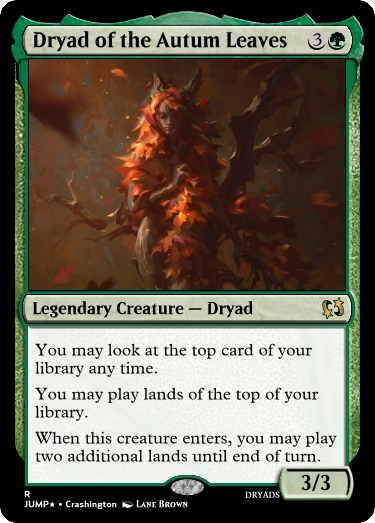 Dryad of the Autum Leaves 3
Legendary Creature — Dryad
You may look at the top card of your
library any time.
You may play lands of the top of your
library.
When this creature enters, you may play
two additional lands until end of turn.
3/3
R
JUMP★ • Crashington Lane Brown
DRYADS